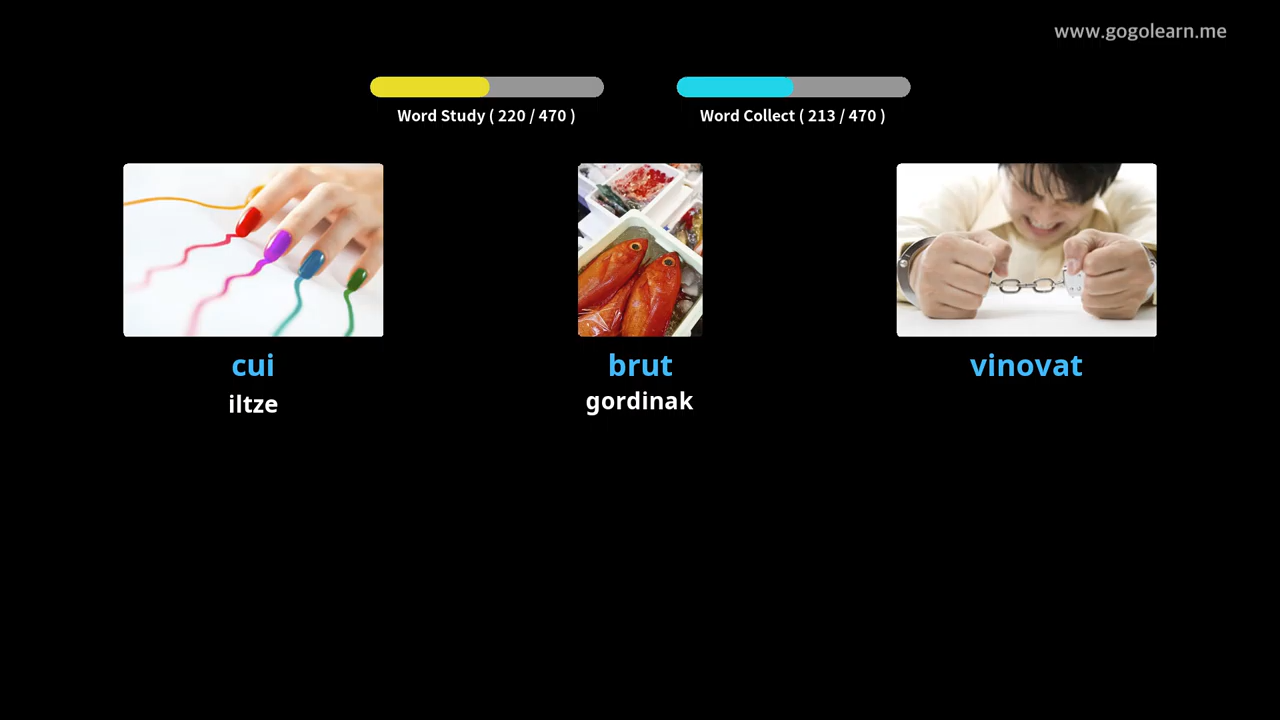 www.gogolearn.me
Word Study ( 220 / 470 )
Word Collect ( 213 / 470 )
cui
brut
vinovat
iltze
gordinak